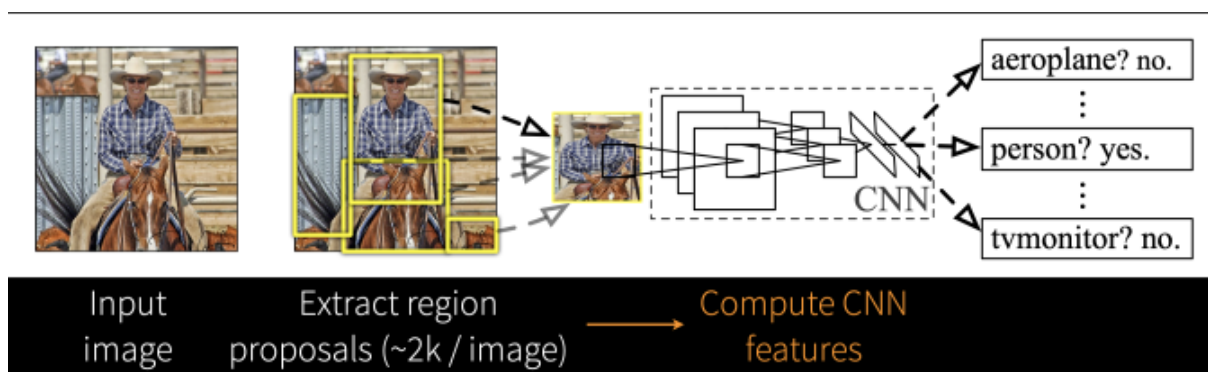 aeroplane? no.
person? yes.
CNN
tvmonitor? no.
Input
image
Extract region
proposals (~2k / image)
Compute CNN
features